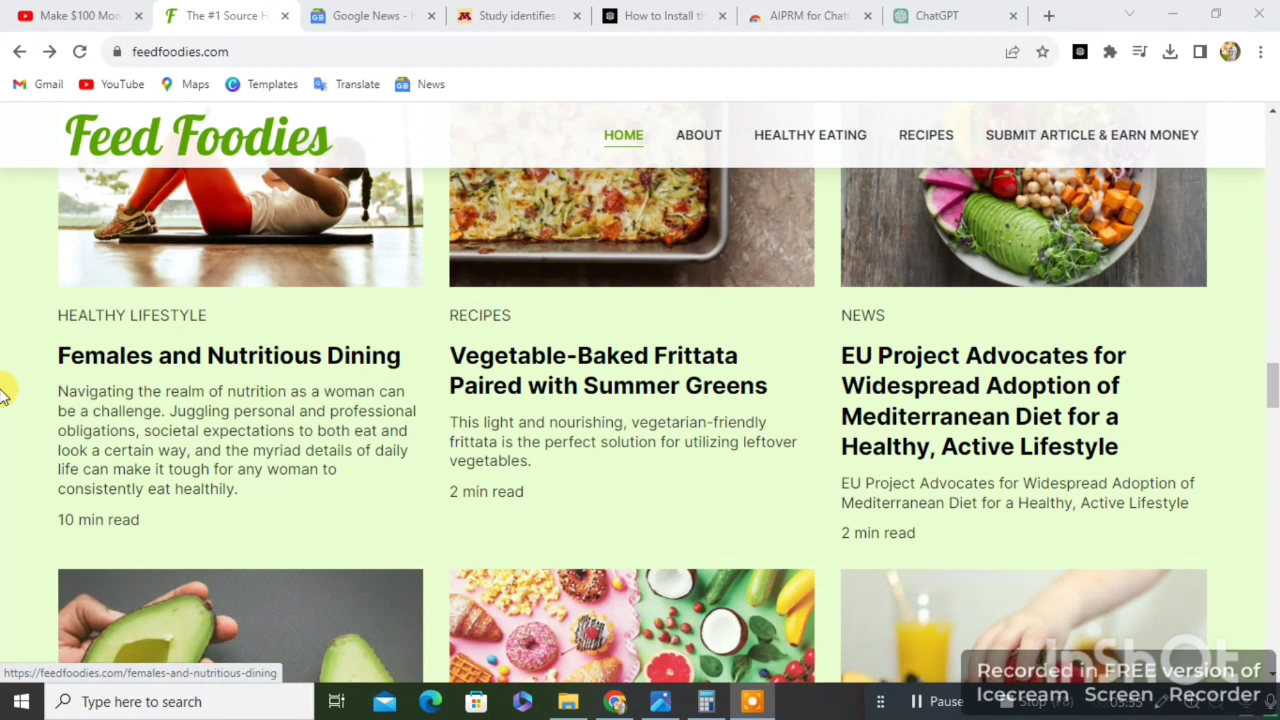 Make $100 Mon
The #1 Source H
Google News - H
Study identifies
How to Install th
AIPRM for ChatG
ChatGPT
feedfoodies.com
Gmail
YouTube
Maps
Templates
Translate
News
Feed Foodies
HOME
ABOUT
HEALTHY EATING
RECIPES
SUBMIT ARTICLE & EARN MONEY
HEALTHY LIFESTYLE
Females and Nutritious Dining
Navigating the realm of nutrition as a woman can
be a challenge. Juggling personal and professional
obligations, societal expectations to both eat and
look a certain way, and the myriad details of daily
life can make it tough for any woman to
consistently eat healthily.
10 min read
RECIPES
Vegetable-Baked Frittata
Paired with Summer Greens
This light and nourishing, vegetarian-friendly
frittata is the perfect solution for utilizing leftover
vegetables.
2 min read
NEWS
EU Project Advocates for
Widespread Adoption of
Mediterranean Diet for a
Healthy, Active Lifestyle
EU Project Advocates for Widespread Adoption of
Mediterranean Diet for a Healthy, Active Lifestyle
2 min read
InShOt
https://feedfoodies.com/females-and-nutritious-dining
Recorded in FREE version of
Icecream Screen Recorder
Type here to search
Pause
Stop